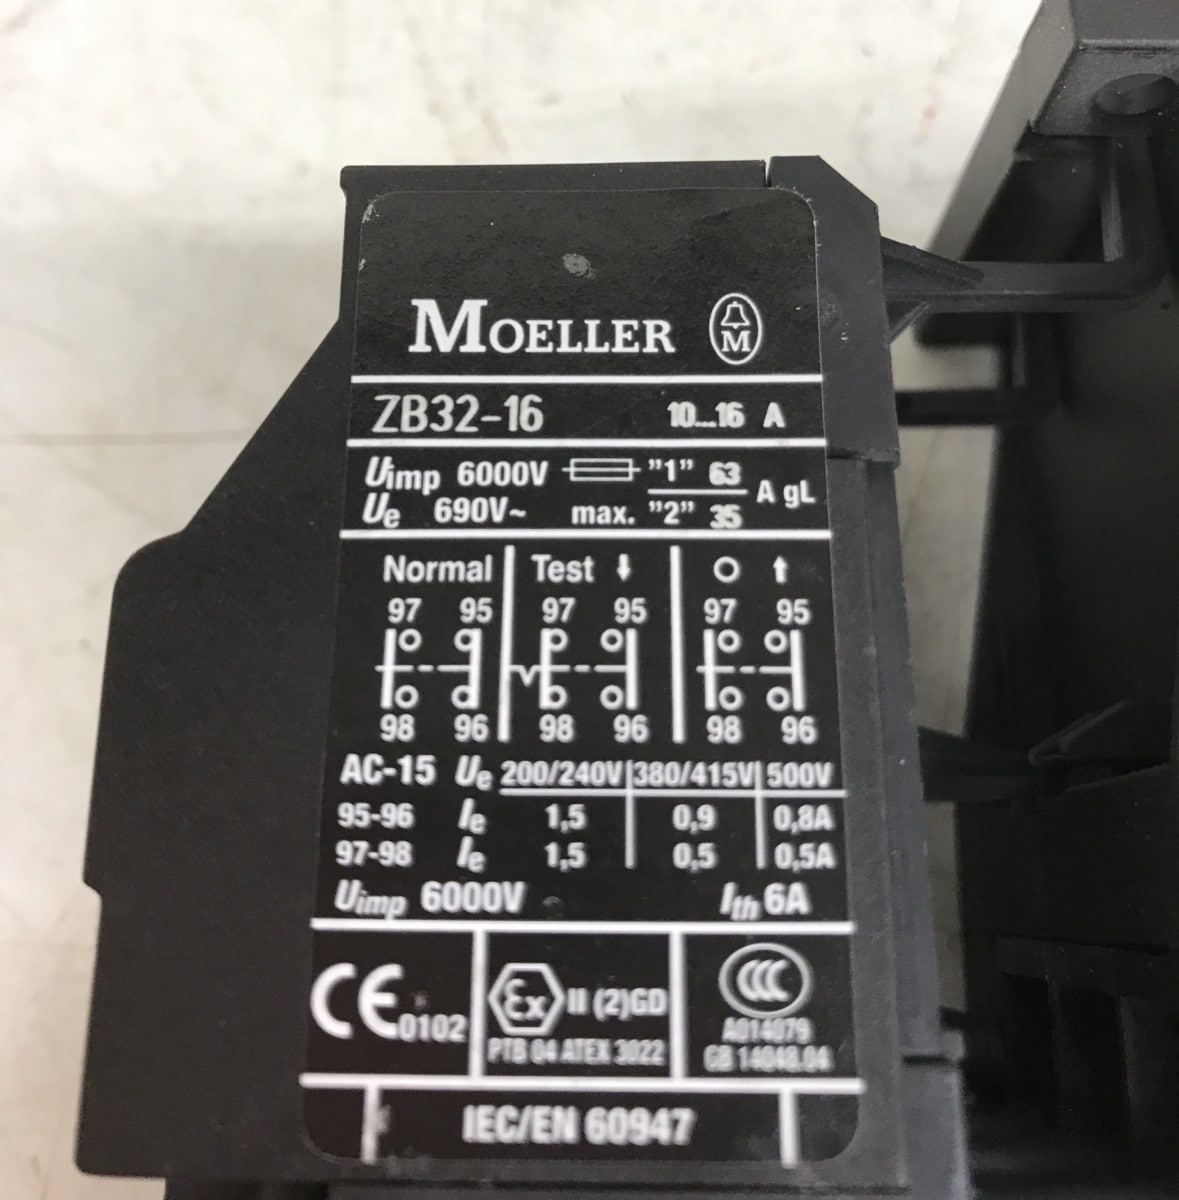 MOELLER M
ZB32-16 10...16 A
Uimp 6000V "1" 63 A gL
Ue 690V~ max. "2" 35
Normal Test ↓ O ↑
97 95 97 95 97 95
98 96 98 96 98 96
AC-15 Ue 200/240V 380/415V 500V
95-96 Ie 1,5 0,9 0,8A
97-98 Ie 1,5 0,5 0,5A
Uimp 6000V Ith 6A
CE 0102 Ex II (2)GD CCC
PTB 04 ATEX 3022 A014079
GB 14048.04
IEC/EN 60947